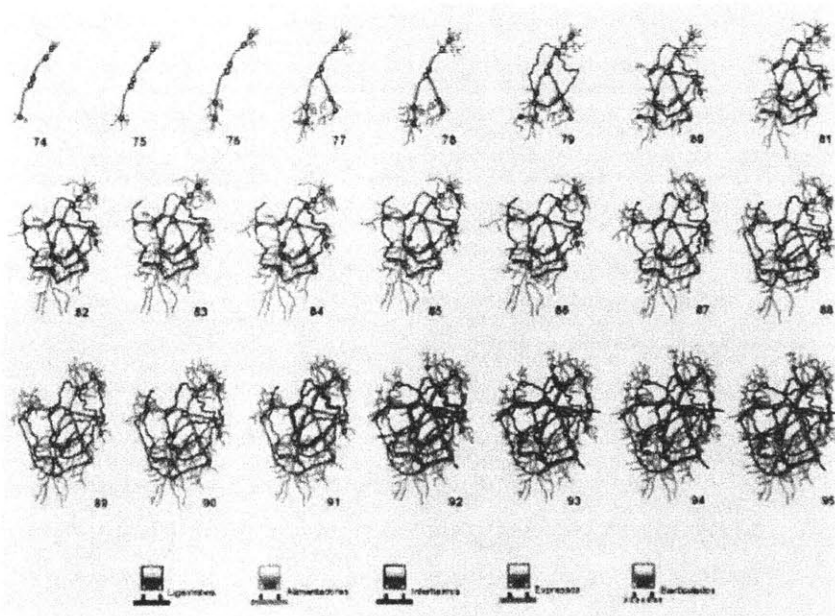 74 75 76 77 78 79 80 81
82 83 84 85 86 87 88
89 90 91 92 93 94 95
Ligeirinhos Alimentadores Interbairros Expressos Biarticulados